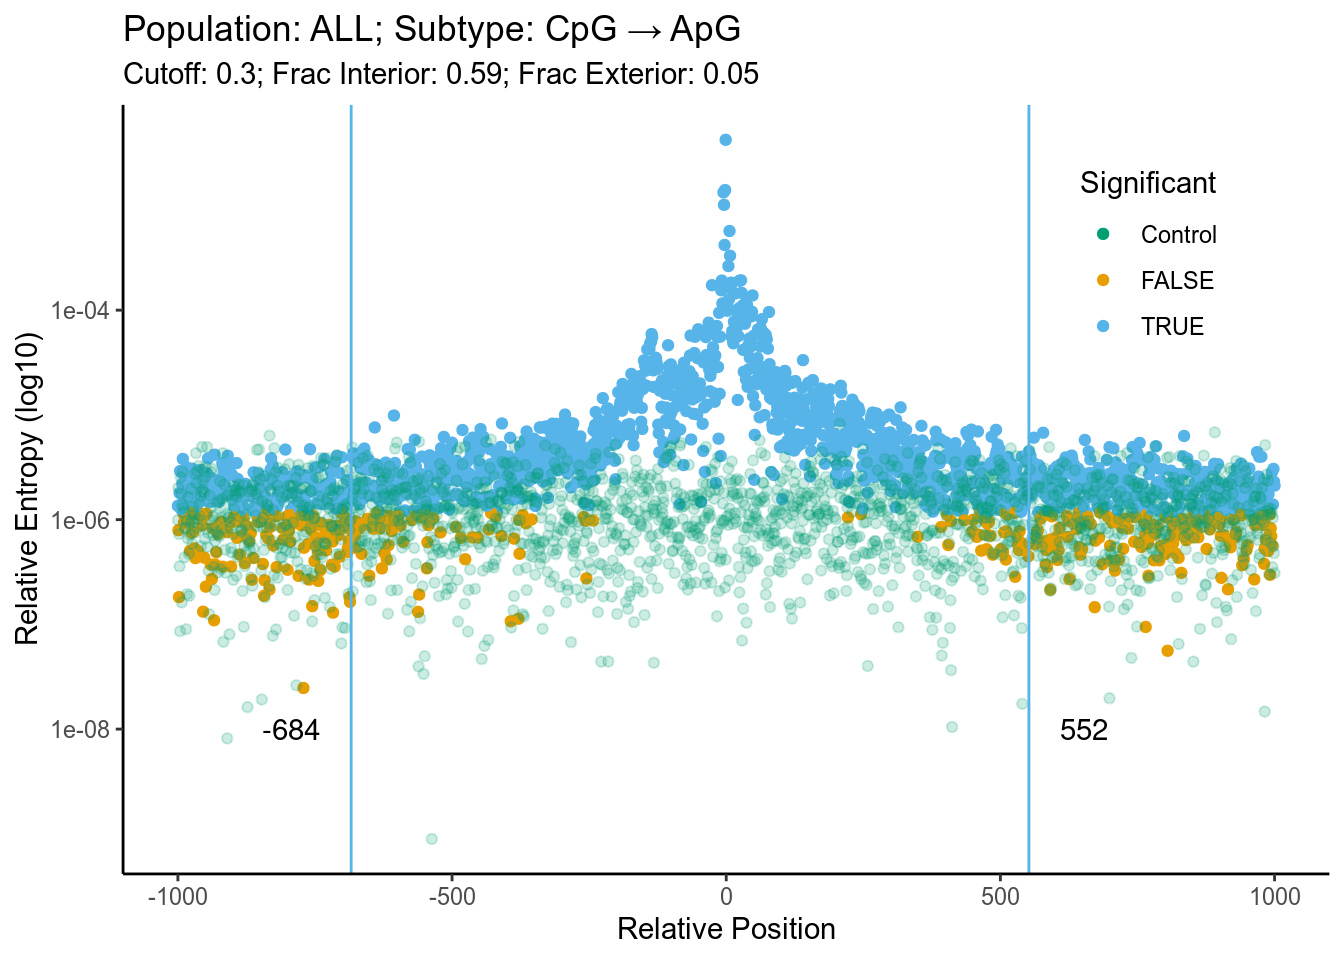 Population: ALL; Subtype: CpG → ApG
Cutoff: 0.3; Frac Interior: 0.59; Frac Exterior: 0.05
Significant
Control
FALSE
TRUE
Relative Entropy (log10)
1e-04
1e-06
1e-08
-684
552
-1000
-500
0
500
1000
Relative Position